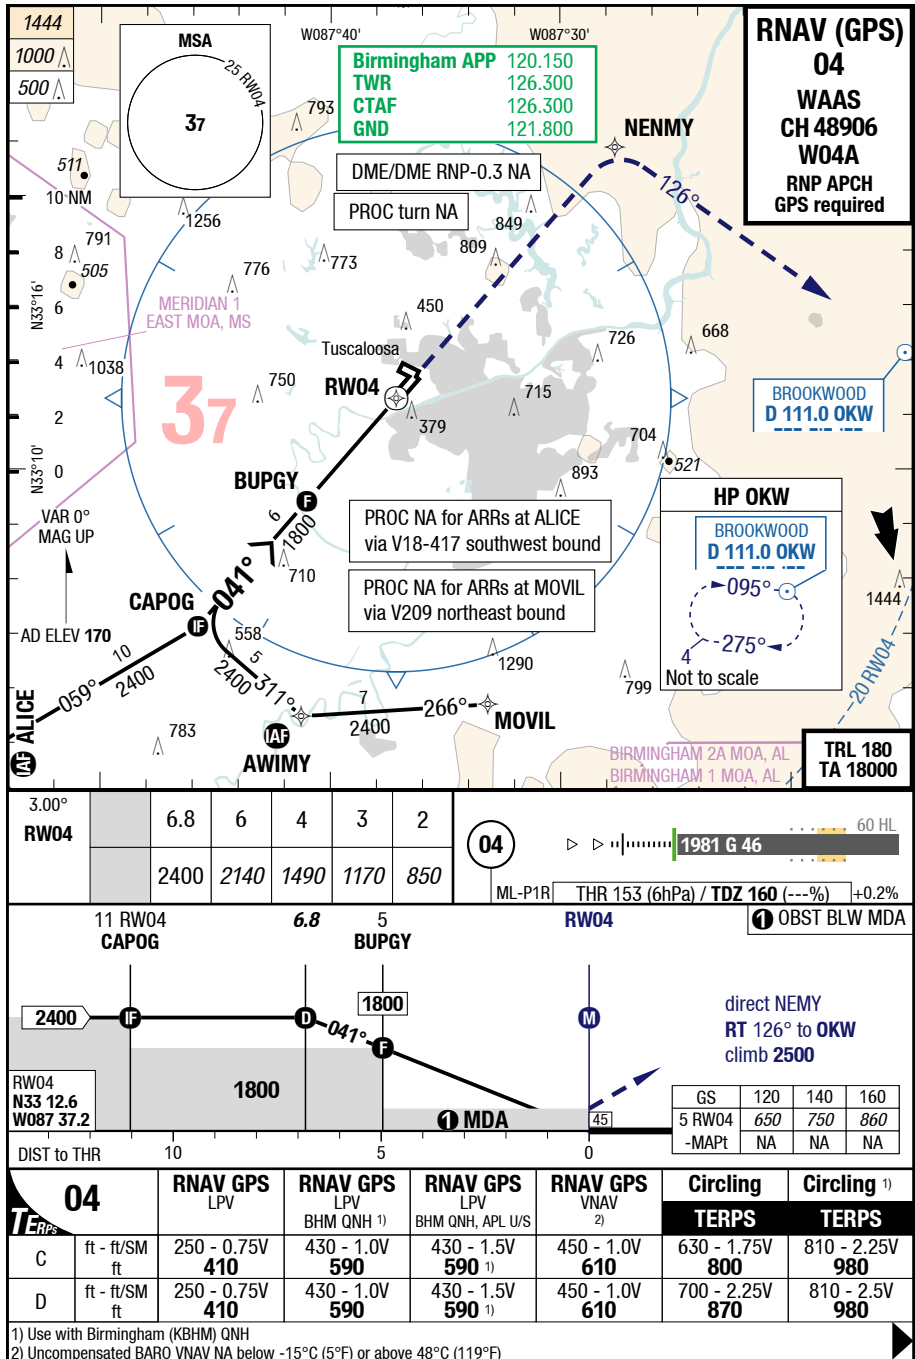 1444
1000
500
MSA
25 RW04
37
W087°40'
W087°30'
Birmingham APP 120.150
TWR 126.300
CTAF 126.300
GND 121.800
RNAV (GPS)
04
WAAS
CH 48906
W04A
RNP APCH
GPS required
793
NENMY
DME/DME RNP-0.3 NA
PROC turn NA
126°
511
10 NM
1256
849
809
791
8
505
776
773
N33°16'
6
MERIDIAN 1
EAST MOA, MS
450
726
668
Tuscaloosa
4
1038
RW04
750
715
37
379
BROOKWOOD
D 111.0 OKW
2
704
521
N33°10'
0
BUPGY
F
893
6
1800
HP OKW
BROOKWOOD
D 111.0 OKW
095°
275°
4
Not to scale
VAR 0°
MAG UP
PROC NA for ARRs at ALICE
via V18-417 southwest bound
710
041°
PROC NA for ARRs at MOVIL
via V209 northeast bound
CAPOG
IF
1444
AD ELEV 170
558
10
059°
2400
5
2400
311°
1290
799
20 RW04
7
2400
266°
MOVIL
IAF ALICE
783
IAF
AWIMY
BIRMINGHAM 2A MOA, AL
BIRMINGHAM 1 MOA, AL
TRL 180
TA 18000
3.00°
RW04
6.8 6 4 3 2
2400 2140 1490 1170 850
04
60 HL
1981 G 46
ML-P1R
THR 153 (6hPa) / TDZ 160 (---%)
+0.2%
11 RW04
CAPOG
6.8
5
BUPGY
RW04
1 OBST BLW MDA
2400
IF
D
041°
1800
F
M
direct NEMY
RT 126° to OKW
climb 2500
RW04
N33 12.6
W087 37.2
1800
1 MDA
45
GS 120 140 160
5 RW04 650 750 860
-MAPt NA NA NA
DIST to THR
10
5
0
TERPs
04
RNAV GPS
LPV
RNAV GPS
LPV
BHM QNH 1)
RNAV GPS
LPV
BHM QNH, APL U/S
RNAV GPS
VNAV
2)
Circling
TERPS
Circling 1)
TERPS
C
ft - ft/SM 250 - 0.75V 430 - 1.0V 430 - 1.5V 450 - 1.0V 630 - 1.75V 810 - 2.25V
ft 410 590 590 1) 610 800 980
D
ft - ft/SM 250 - 0.75V 430 - 1.0V 430 - 1.5V 450 - 1.0V 700 - 2.25V 810 - 2.5V
ft 410 590 590 1) 610 870 980
1) Use with Birmingham (KBHM) QNH
2) Uncompensated BARO VNAV NA below -15°C (5°F) or above 48°C (119°F)